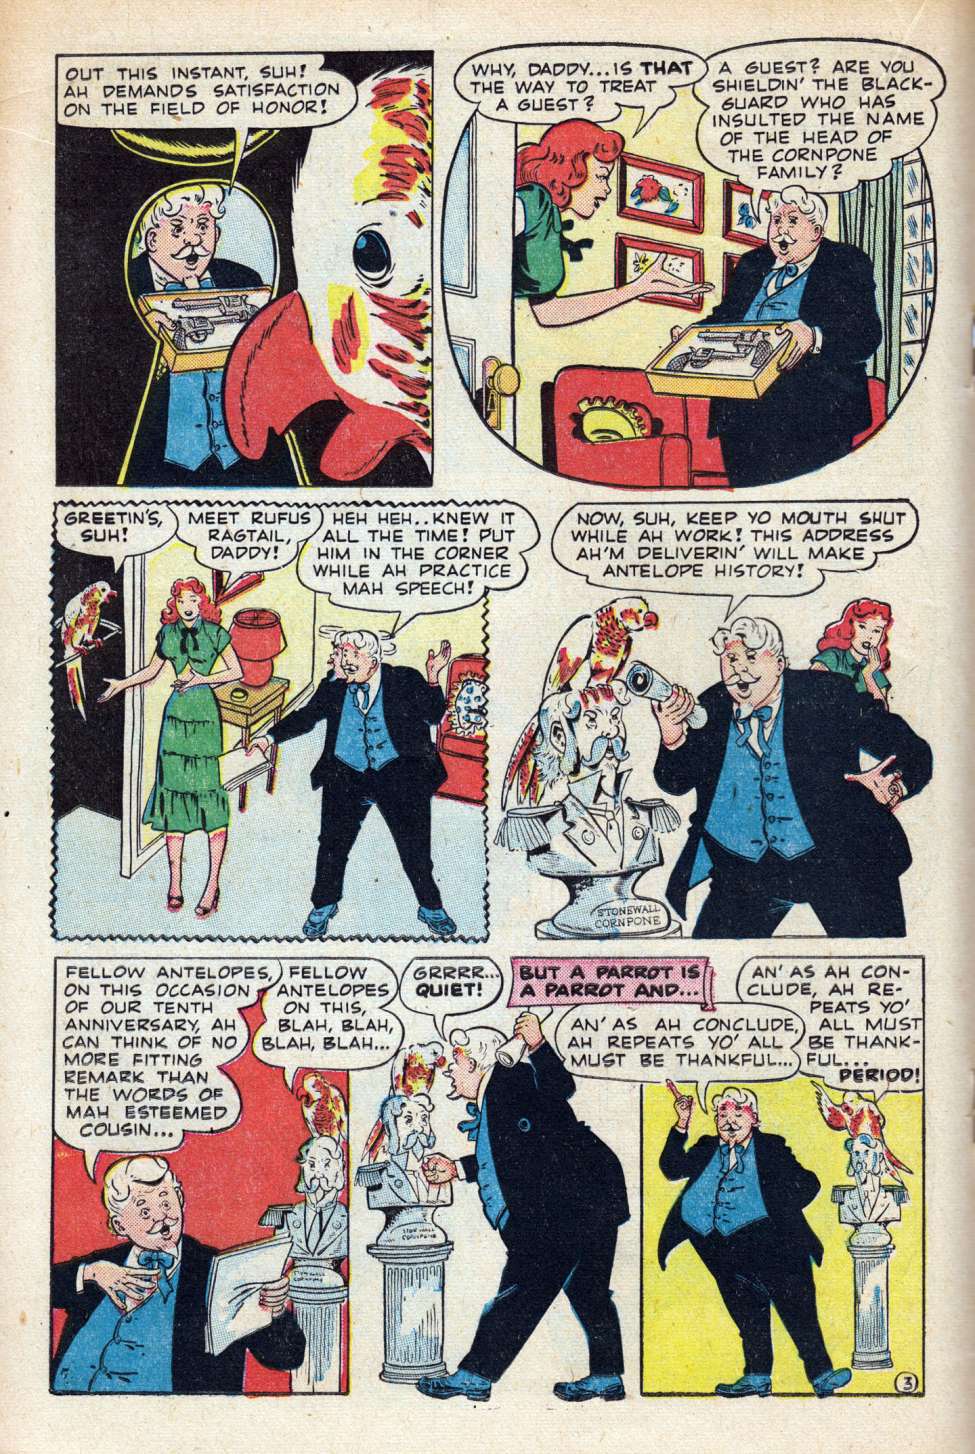 OUT THIS INSTANT, SUH!
AH DEMANDS SATISFACTION
ON THE FIELD OF HONOR!
WHY, DADDY...IS THAT
THE WAY TO TREAT
A GUEST?
A GUEST? ARE YOU
SHIELDIN' THE BLACK-
GUARD WHO HAS
INSULTED THE NAME
OF THE HEAD OF
THE CORNPONE
FAMILY?
GREETIN'S,
SUH!
MEET RUFUS
RAGTAIL,
DADDY!
HEH HEH..KNEW IT
ALL THE TIME! PUT
HIM IN THE CORNER
WHILE AH PRACTICE
MAH SPEECH!
NOW, SUH, KEEP YO MOUTH SHUT
WHILE AH WORK! THIS ADDRESS
AH'M DELIVERIN' WILL MAKE
ANTELOPE HISTORY!
STONEWALL
CORNPONE
FELLOW ANTELOPES,
ON THIS OCCASION
OF OUR TENTH
ANNIVERSARY, AH
CAN THINK OF NO
MORE FITTING
REMARK THAN
THE WORDS OF
MAH ESTEEMED
COUSIN...
FELLOW
ANTELOPES
ON THIS,
BLAH, BLAH,
BLAH, BLAH...
STONEWALL
CORNPONE
GRRRR...
QUIET!
STONEWALL
CORNPONE
BUT A PARROT IS
A PARROT AND...
AN' AS AH CONCLUDE,
AH REPEATS YO' ALL
MUST BE THANKFUL...
AN' AS AH CON-
CLUDE, AH RE-
PEATS YO'
ALL MUST
BE THANK-
FUL...
PERIOD!
3